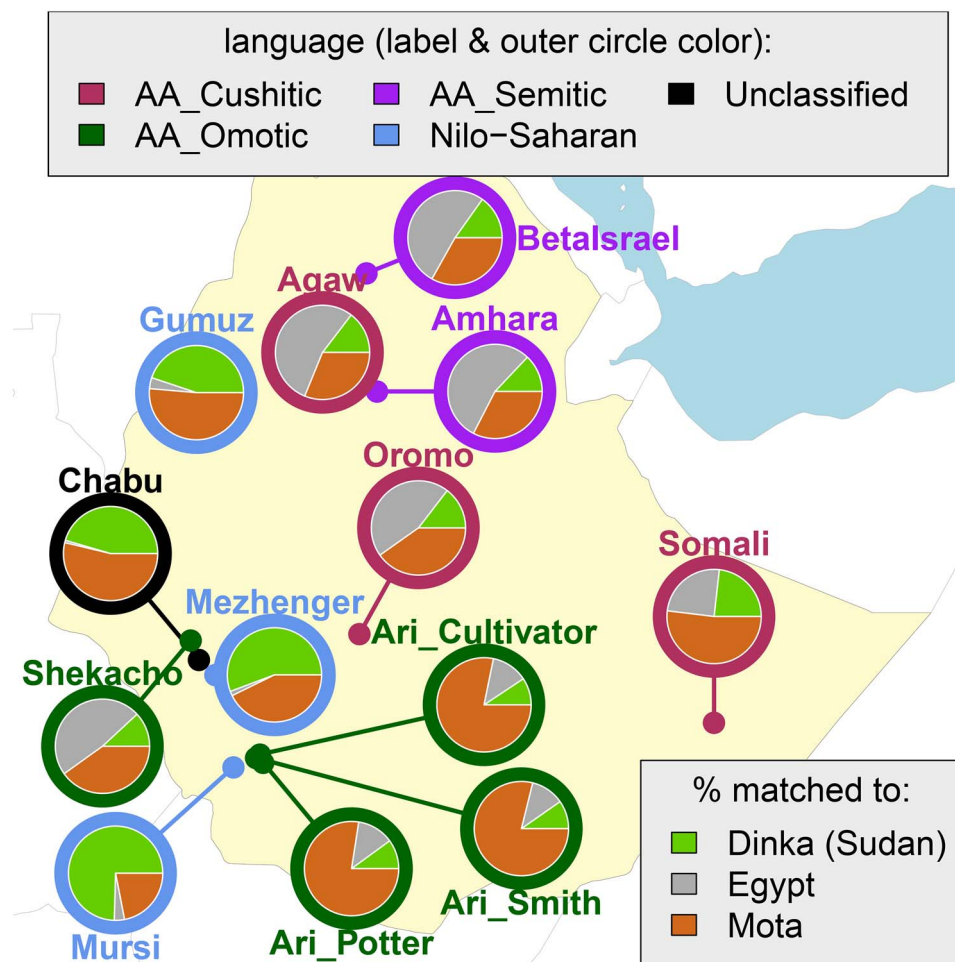 language (label & outer circle color):
AA_Cushitic AA_Semitic Unclassified
AA_Omotic Nilo−Saharan
BetaIsrael
Agaw
Gumuz
Amhara
Oromo
Chabu
Somali
Mezhenger
Ari_Cultivator
Shekacho
% matched to:
Dinka (Sudan)
Egypt
Mota
Ari_Smith
Ari_Potter
Mursi